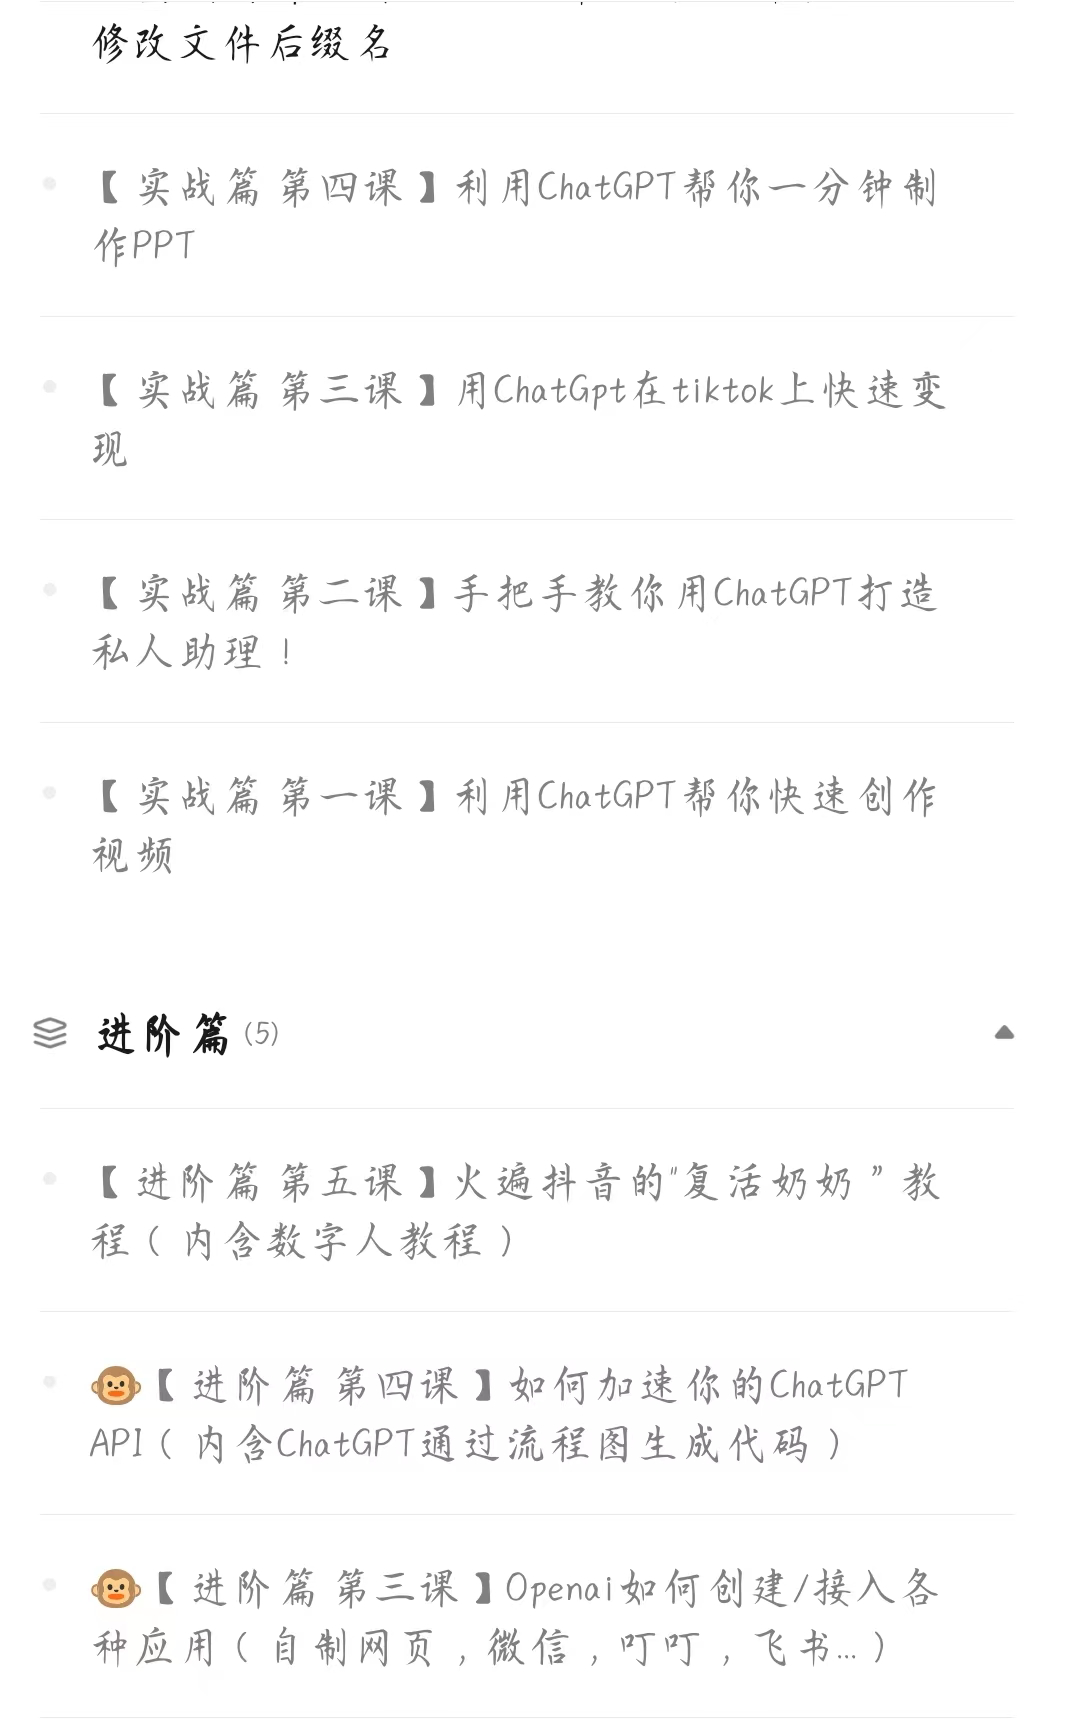 修改文件后缀名
【实战篇 第四课】利用ChatGPT帮你一分钟制
作PPT
【实战篇 第三课】用ChatGpt在tiktok上快速变
现
【实战篇 第二课】手把手教你用ChatGPT打造
私人助理！
【实战篇 第一课】利用ChatGPT帮你快速创作
视频
进阶篇 (5)
【进阶篇 第五课】火遍抖音的"复活奶奶”教
程（内含数字人教程）
🐵【进阶篇 第四课】如何加速你的ChatGPT
API（内含ChatGPT通过流程图生成代码）
🐵【进阶篇 第三课】Openai如何创建/接入各
种应用（自制网页，微信，叮叮，飞书...）